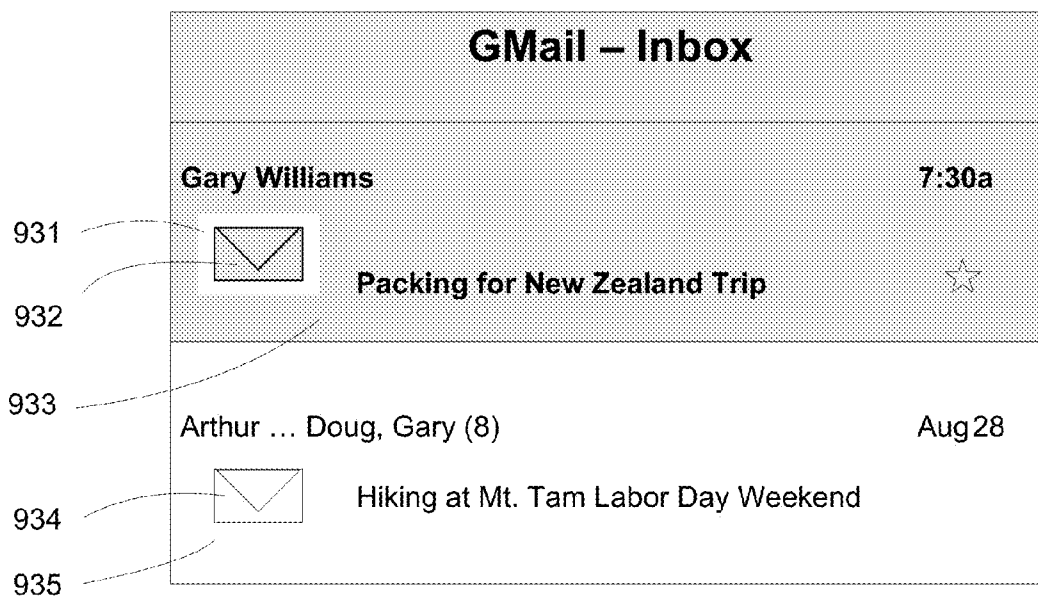 GMail – Inbox
Gary Williams 7:30a
931
932
Packing for New Zealand Trip
933
Arthur … Doug, Gary (8) Aug 28
934
Hiking at Mt. Tam Labor Day Weekend
935